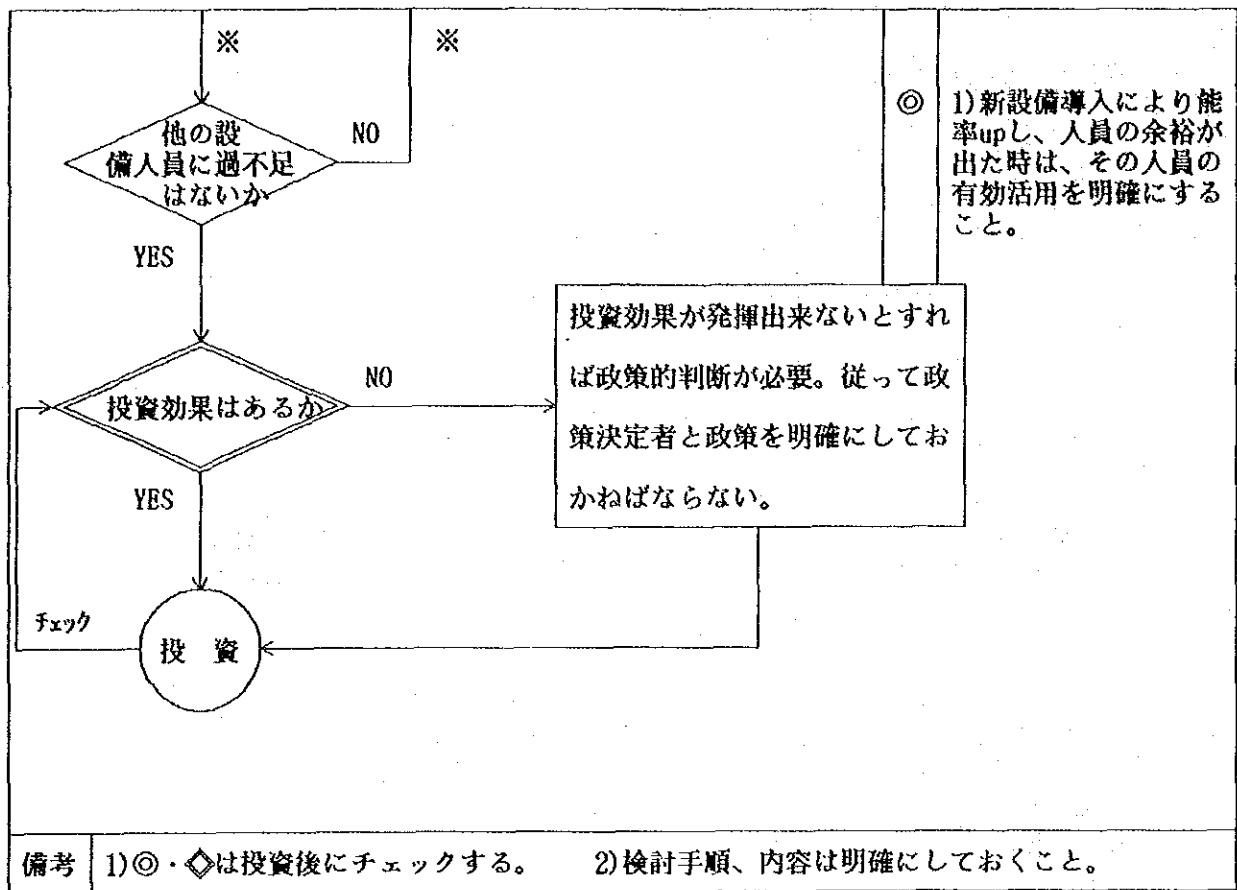 ※
※
他の設
備人員に過不足
はないか
NO
YES
◎
1)新設備導入により能
率upし、人員の余裕が
出た時は、その人員の
有効活用を明確にする
こと。
投資効果はあるか
NO
YES
投資効果が発揮出来ないとすれ
ば政策的判断が必要。従って政
策決定者と政策を明確にしてお
かねばならない。
チェック
投 資
備考
1)◎・◇は投資後にチェックする。 2)検討手順、内容は明確にしておくこと。